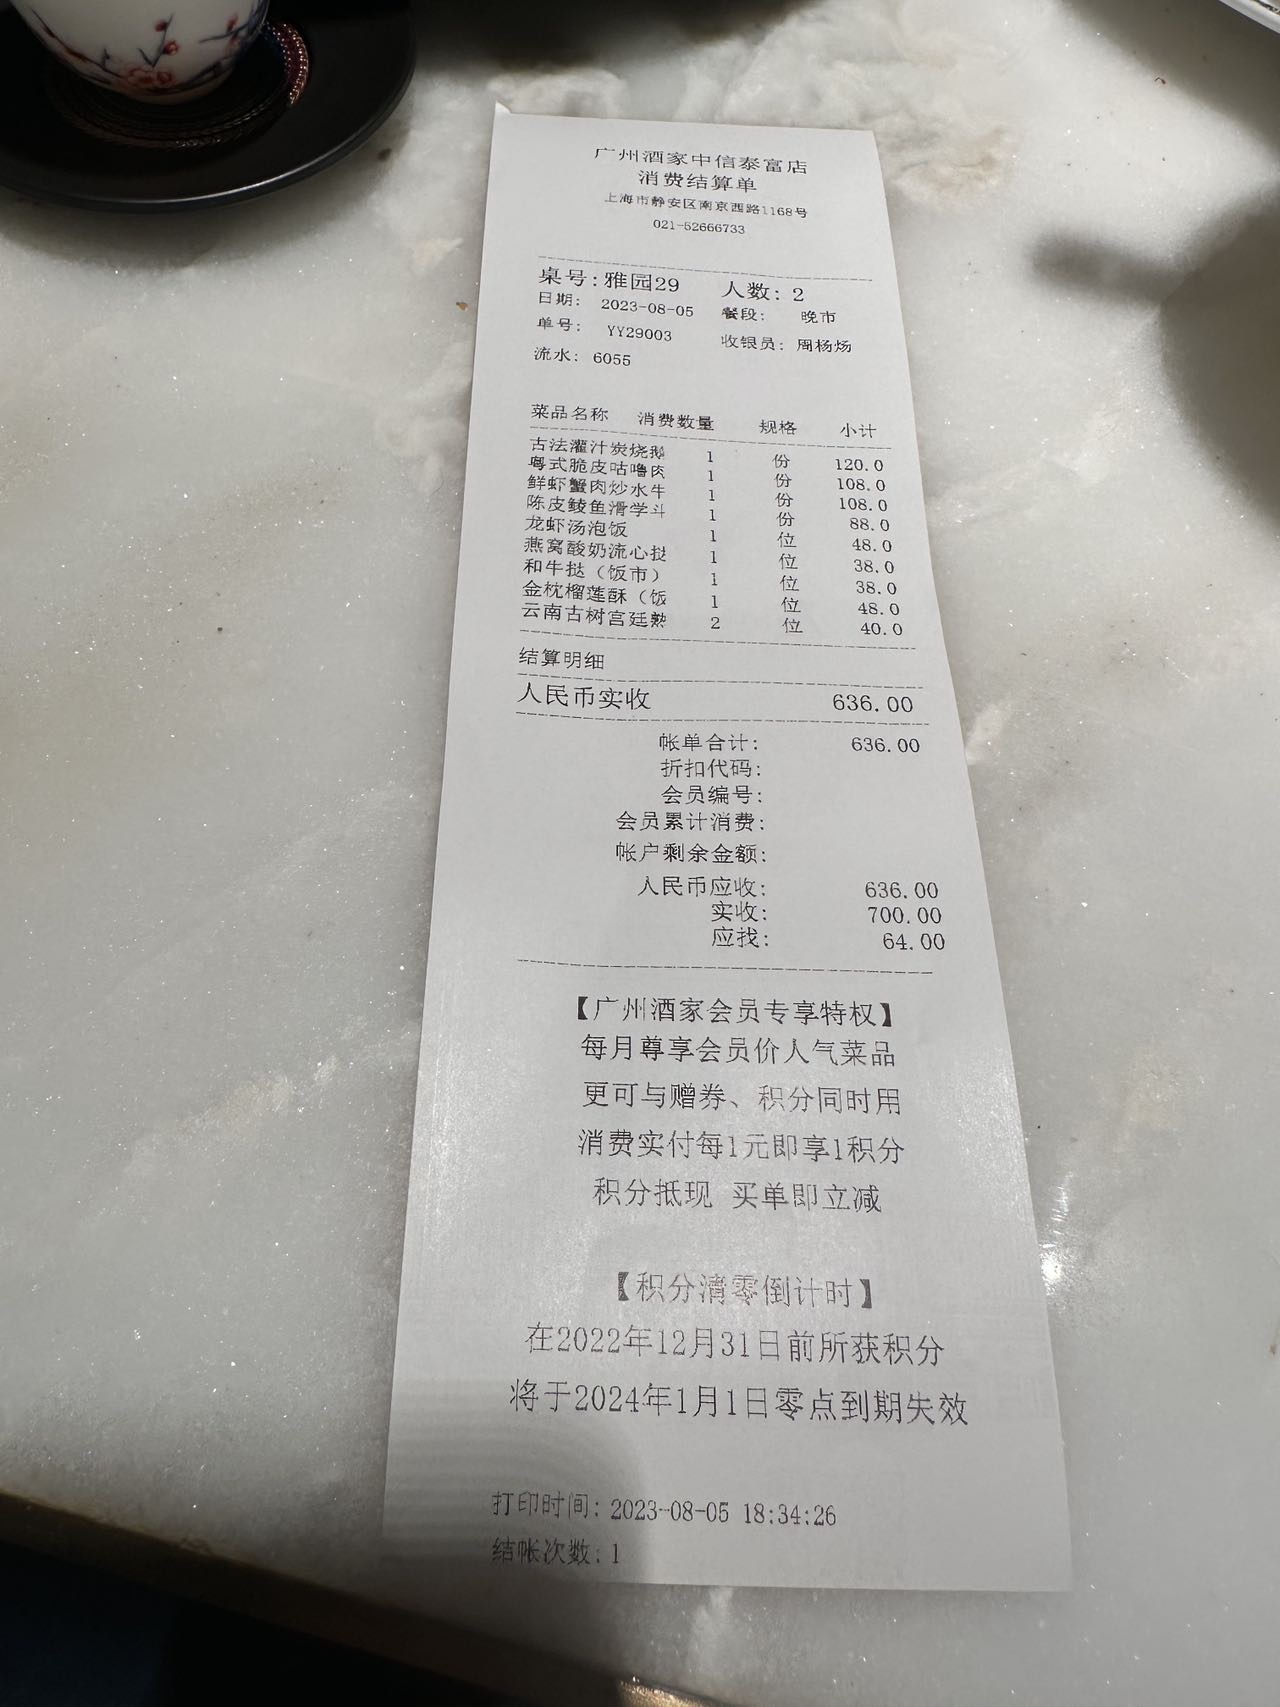 广州酒家中信泰富店
消费结算单
上海市静安区南京西路1168号
021-52666733
桌号:雅园29 人数: 2
日期: 2023-08-05 餐段: 晚市
单号: YY29003 收银员: 周杨炀
流水: 6055
菜品名称 消费数量 规格 小计
古法灌汁炭烧鹅 1 份 120.0
粤式脆皮咕噜肉 1 份 108.0
鲜虾蟹肉炒水牛 1 份 108.0
陈皮鲮鱼滑学斗 1 份 88.0
龙虾汤泡饭 1 位 48.0
燕窝酸奶流心挞 1 位 38.0
和牛挞（饭市） 1 位 38.0
金枕榴莲酥（饭 1 位 48.0
云南古树宫廷熟 2 位 40.0
结算明细
人民币实收 636.00
帐单合计: 636.00
折扣代码:
会员编号:
会员累计消费:
帐户剩余金额:
人民币应收: 636.00
实收: 700.00
应找: 64.00
【广州酒家会员专享特权】
每月尊享会员价人气菜品
更可与赠券、积分同时用
消费实付每1元即享1积分
积分抵现 买单即立减
【积分清零倒计时】
在2022年12月31日前所获积分
将于2024年1月1日零点到期失效
打印时间: 2023-08-05 18:34:26
结帐次数: 1